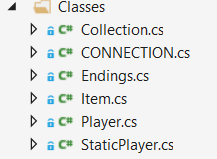 Classes
C# Collection.cs
C# CONNECTION.cs
C# Endings.cs
C# Item.cs
C# Player.cs
C# StaticPlayer.cs